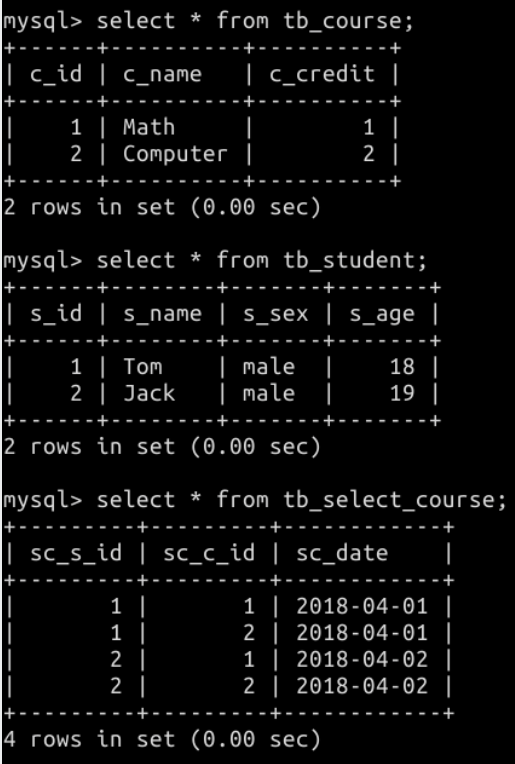 mysql> select * from tb_course;
+------+----------+----------+
| c_id | c_name   | c_credit |
+------+----------+----------+
|    1 | Math     |        1 |
|    2 | Computer |        2 |
+------+----------+----------+
2 rows in set (0.00 sec)

mysql> select * from tb_student;
+------+--------+-------+-------+
| s_id | s_name | s_sex | s_age |
+------+--------+-------+-------+
|    1 | Tom    | male  |    18 |
|    2 | Jack   | male  |    19 |
+------+--------+-------+-------+
2 rows in set (0.00 sec)

mysql> select * from tb_select_course;
+---------+---------+------------+
| sc_s_id | sc_c_id | sc_date    |
+---------+---------+------------+
|       1 |       1 | 2018-04-01 |
|       1 |       2 | 2018-04-01 |
|       2 |       1 | 2018-04-02 |
|       2 |       2 | 2018-04-02 |
+---------+---------+------------+
4 rows in set (0.00 sec)